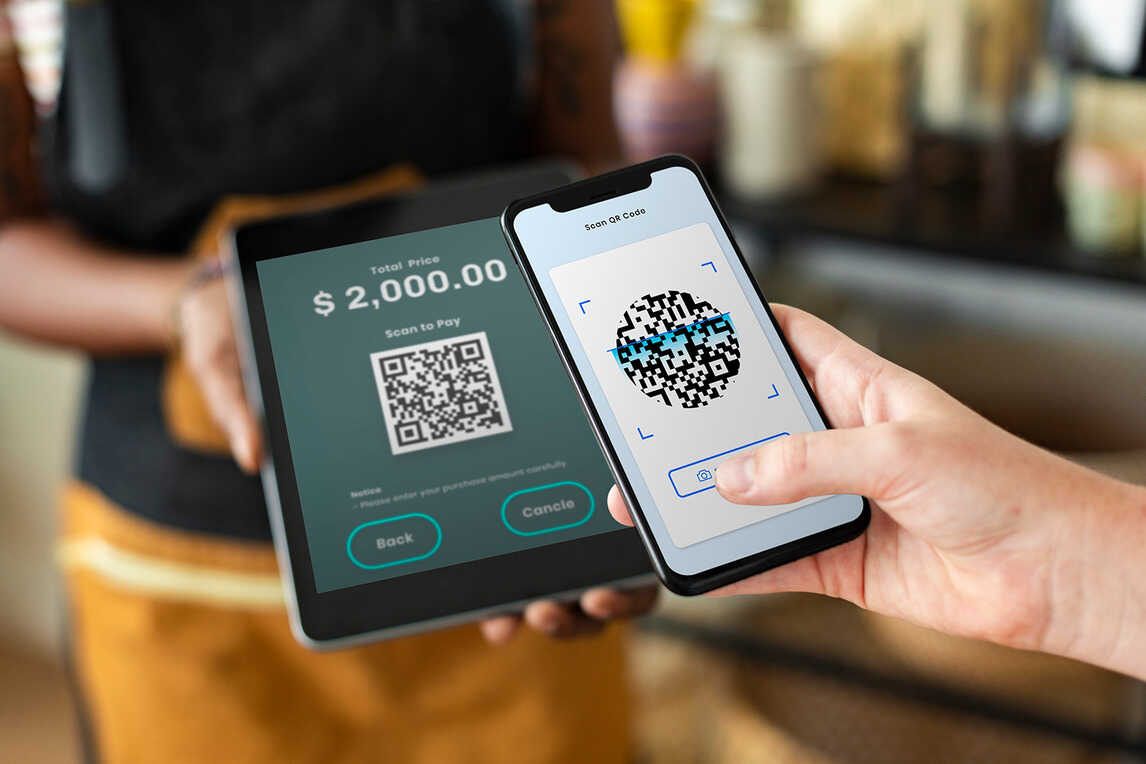 Total Price
$ 2,000.00
Scan to Pay
Notice
- Please enter your purchase amount carefully
Back
Cancle
Scan QR Code